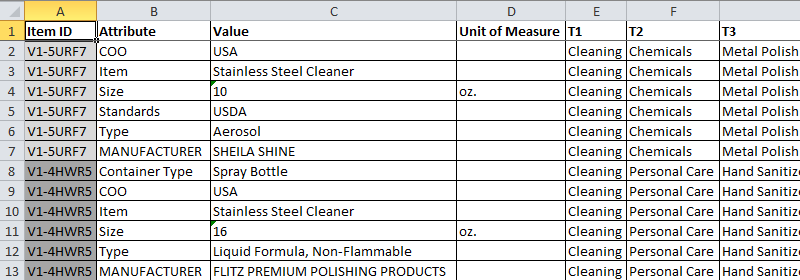 A B C D E F
1 Item ID Attribute Value Unit of Measure T1 T2 T3
2 V1-5URF7 COO USA Cleaning Chemicals Metal Polish
3 V1-5URF7 Item Stainless Steel Cleaner Cleaning Chemicals Metal Polish
4 V1-5URF7 Size 10 oz. Cleaning Chemicals Metal Polish
5 V1-5URF7 Standards USDA Cleaning Chemicals Metal Polish
6 V1-5URF7 Type Aerosol Cleaning Chemicals Metal Polish
7 V1-5URF7 MANUFACTURER SHEILA SHINE Cleaning Chemicals Metal Polish
8 V1-4HWR5 Container Type Spray Bottle Cleaning Personal Care Hand Sanitize
9 V1-4HWR5 COO USA Cleaning Personal Care Hand Sanitize
10 V1-4HWR5 Item Stainless Steel Cleaner Cleaning Personal Care Hand Sanitize
11 V1-4HWR5 Size 16 oz. Cleaning Personal Care Hand Sanitize
12 V1-4HWR5 Type Liquid Formula, Non-Flammable Cleaning Personal Care Hand Sanitize
13 V1-4HWR5 MANUFACTURER FLITZ PREMIUM POLISHING PRODUCTS Cleaning Personal Care Hand Sanitize